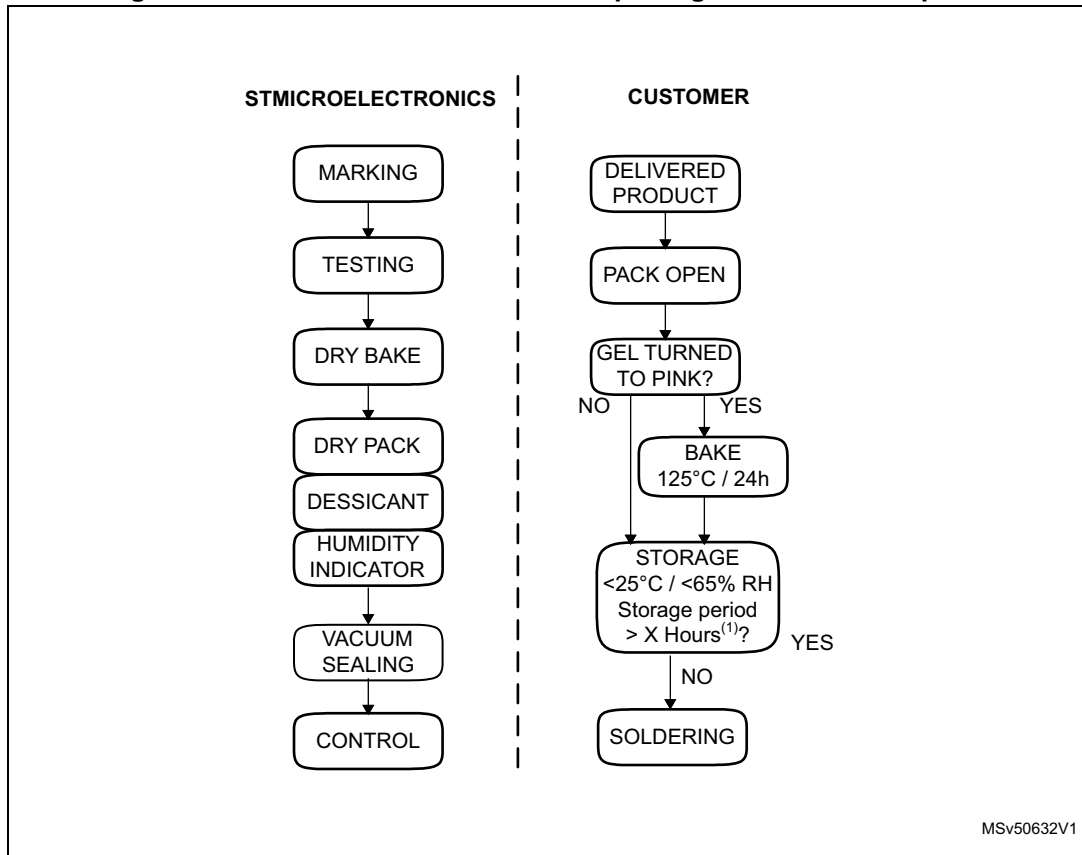 STMICROELECTRONICS
MARKING
TESTING
DRY BAKE
DRY PACK
DESSICANT
HUMIDITY
INDICATOR
VACUUM
SEALING
CONTROL
CUSTOMER
DELIVERED
PRODUCT
PACK OPEN
GEL TURNED
TO PINK?
NO
YES
BAKE
125°C / 24h
STORAGE
<25°C / <65% RH
Storage period
> X Hours(1)?
YES
NO
SOLDERING
MSv50632V1